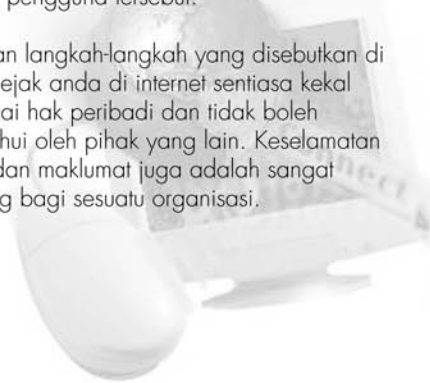 pengguna tersebut.
an langkah-langkah yang disebutkan di
ejak anda di internet sentiasa kekal
ai hak peribadi dan tidak boleh
hui oleh pihak yang lain. Keselamatan
dan maklumat juga adalah sangat
g bagi sesuatu organisasi.